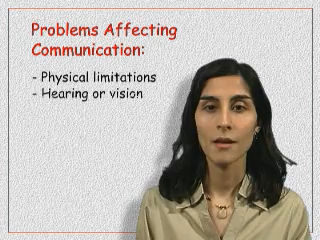 Problems Affecting
Communication:
- Physical limitations
- Hearing or vision